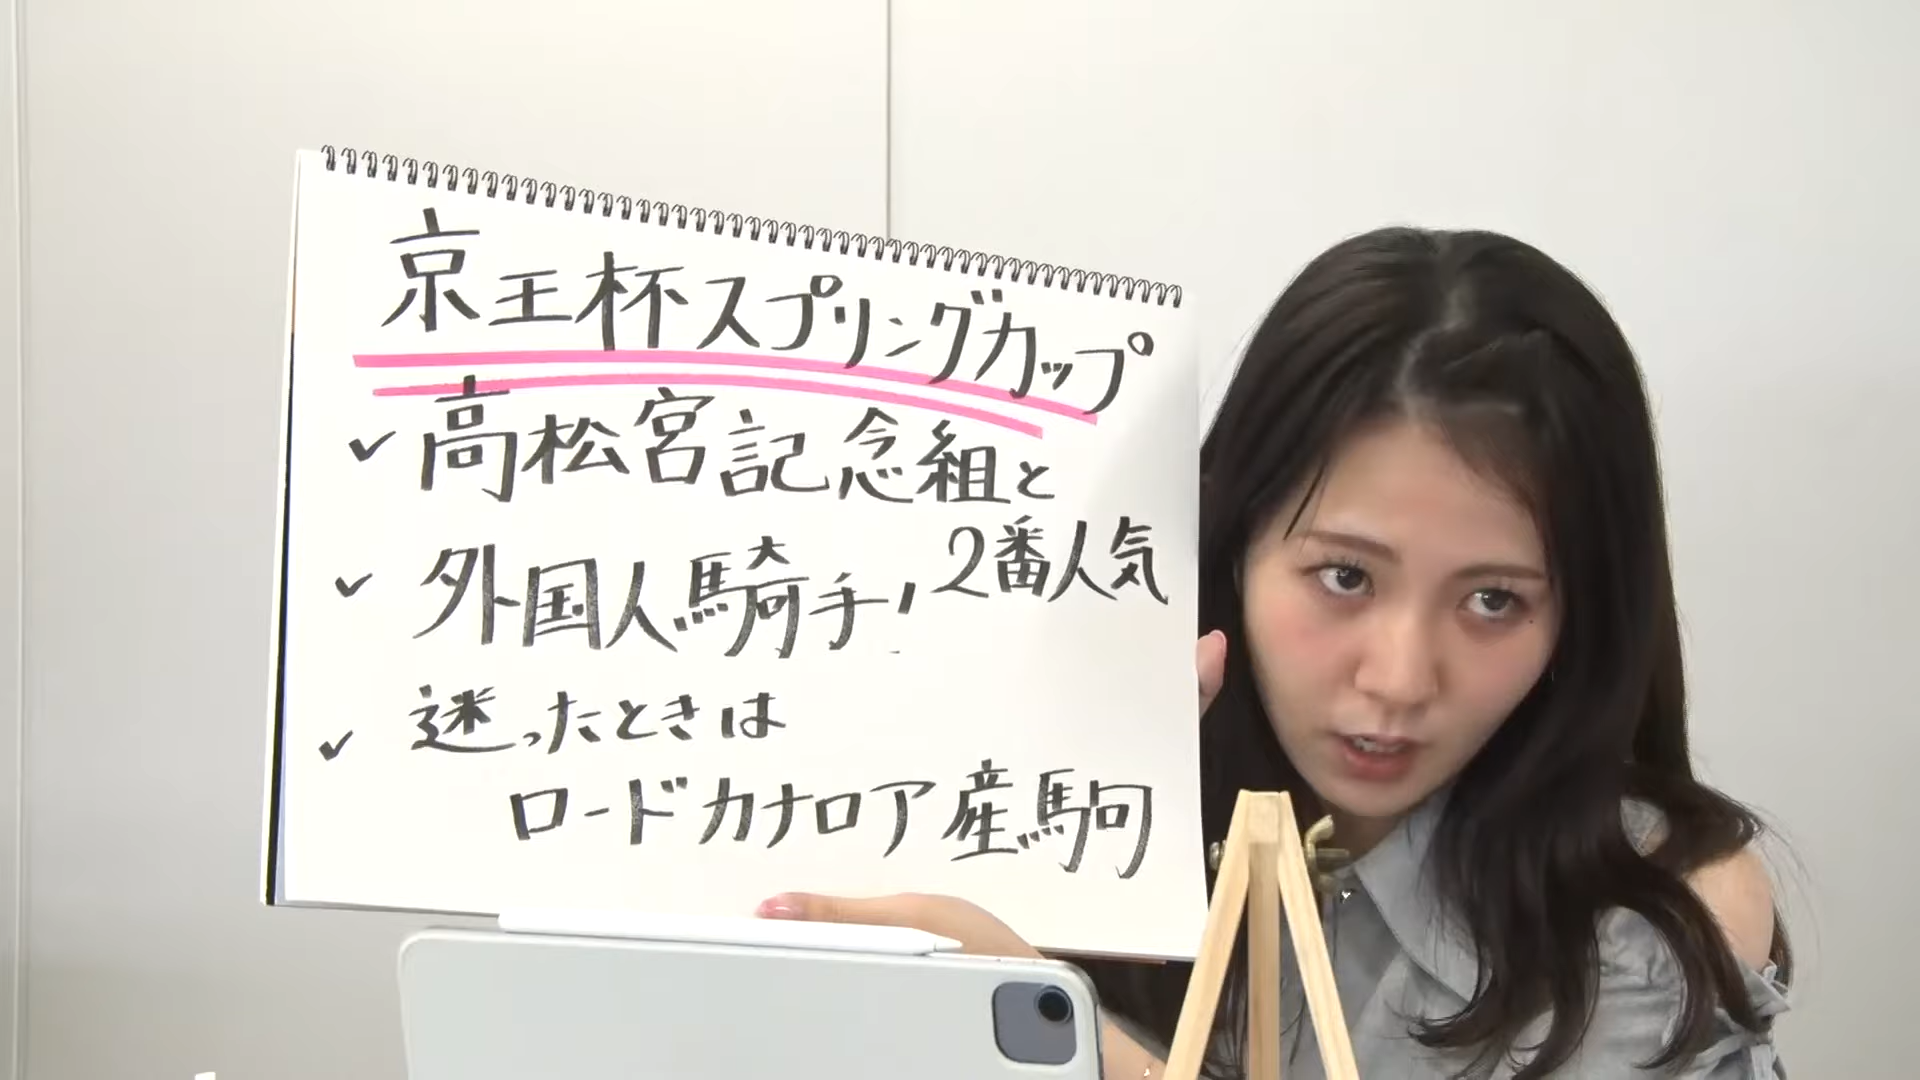 京王杯スプリングカップ
✓ 高松宮記念組と
2番人気
✓ 外国人騎手!
✓ 迷ったときは
ロードカナロア産駒